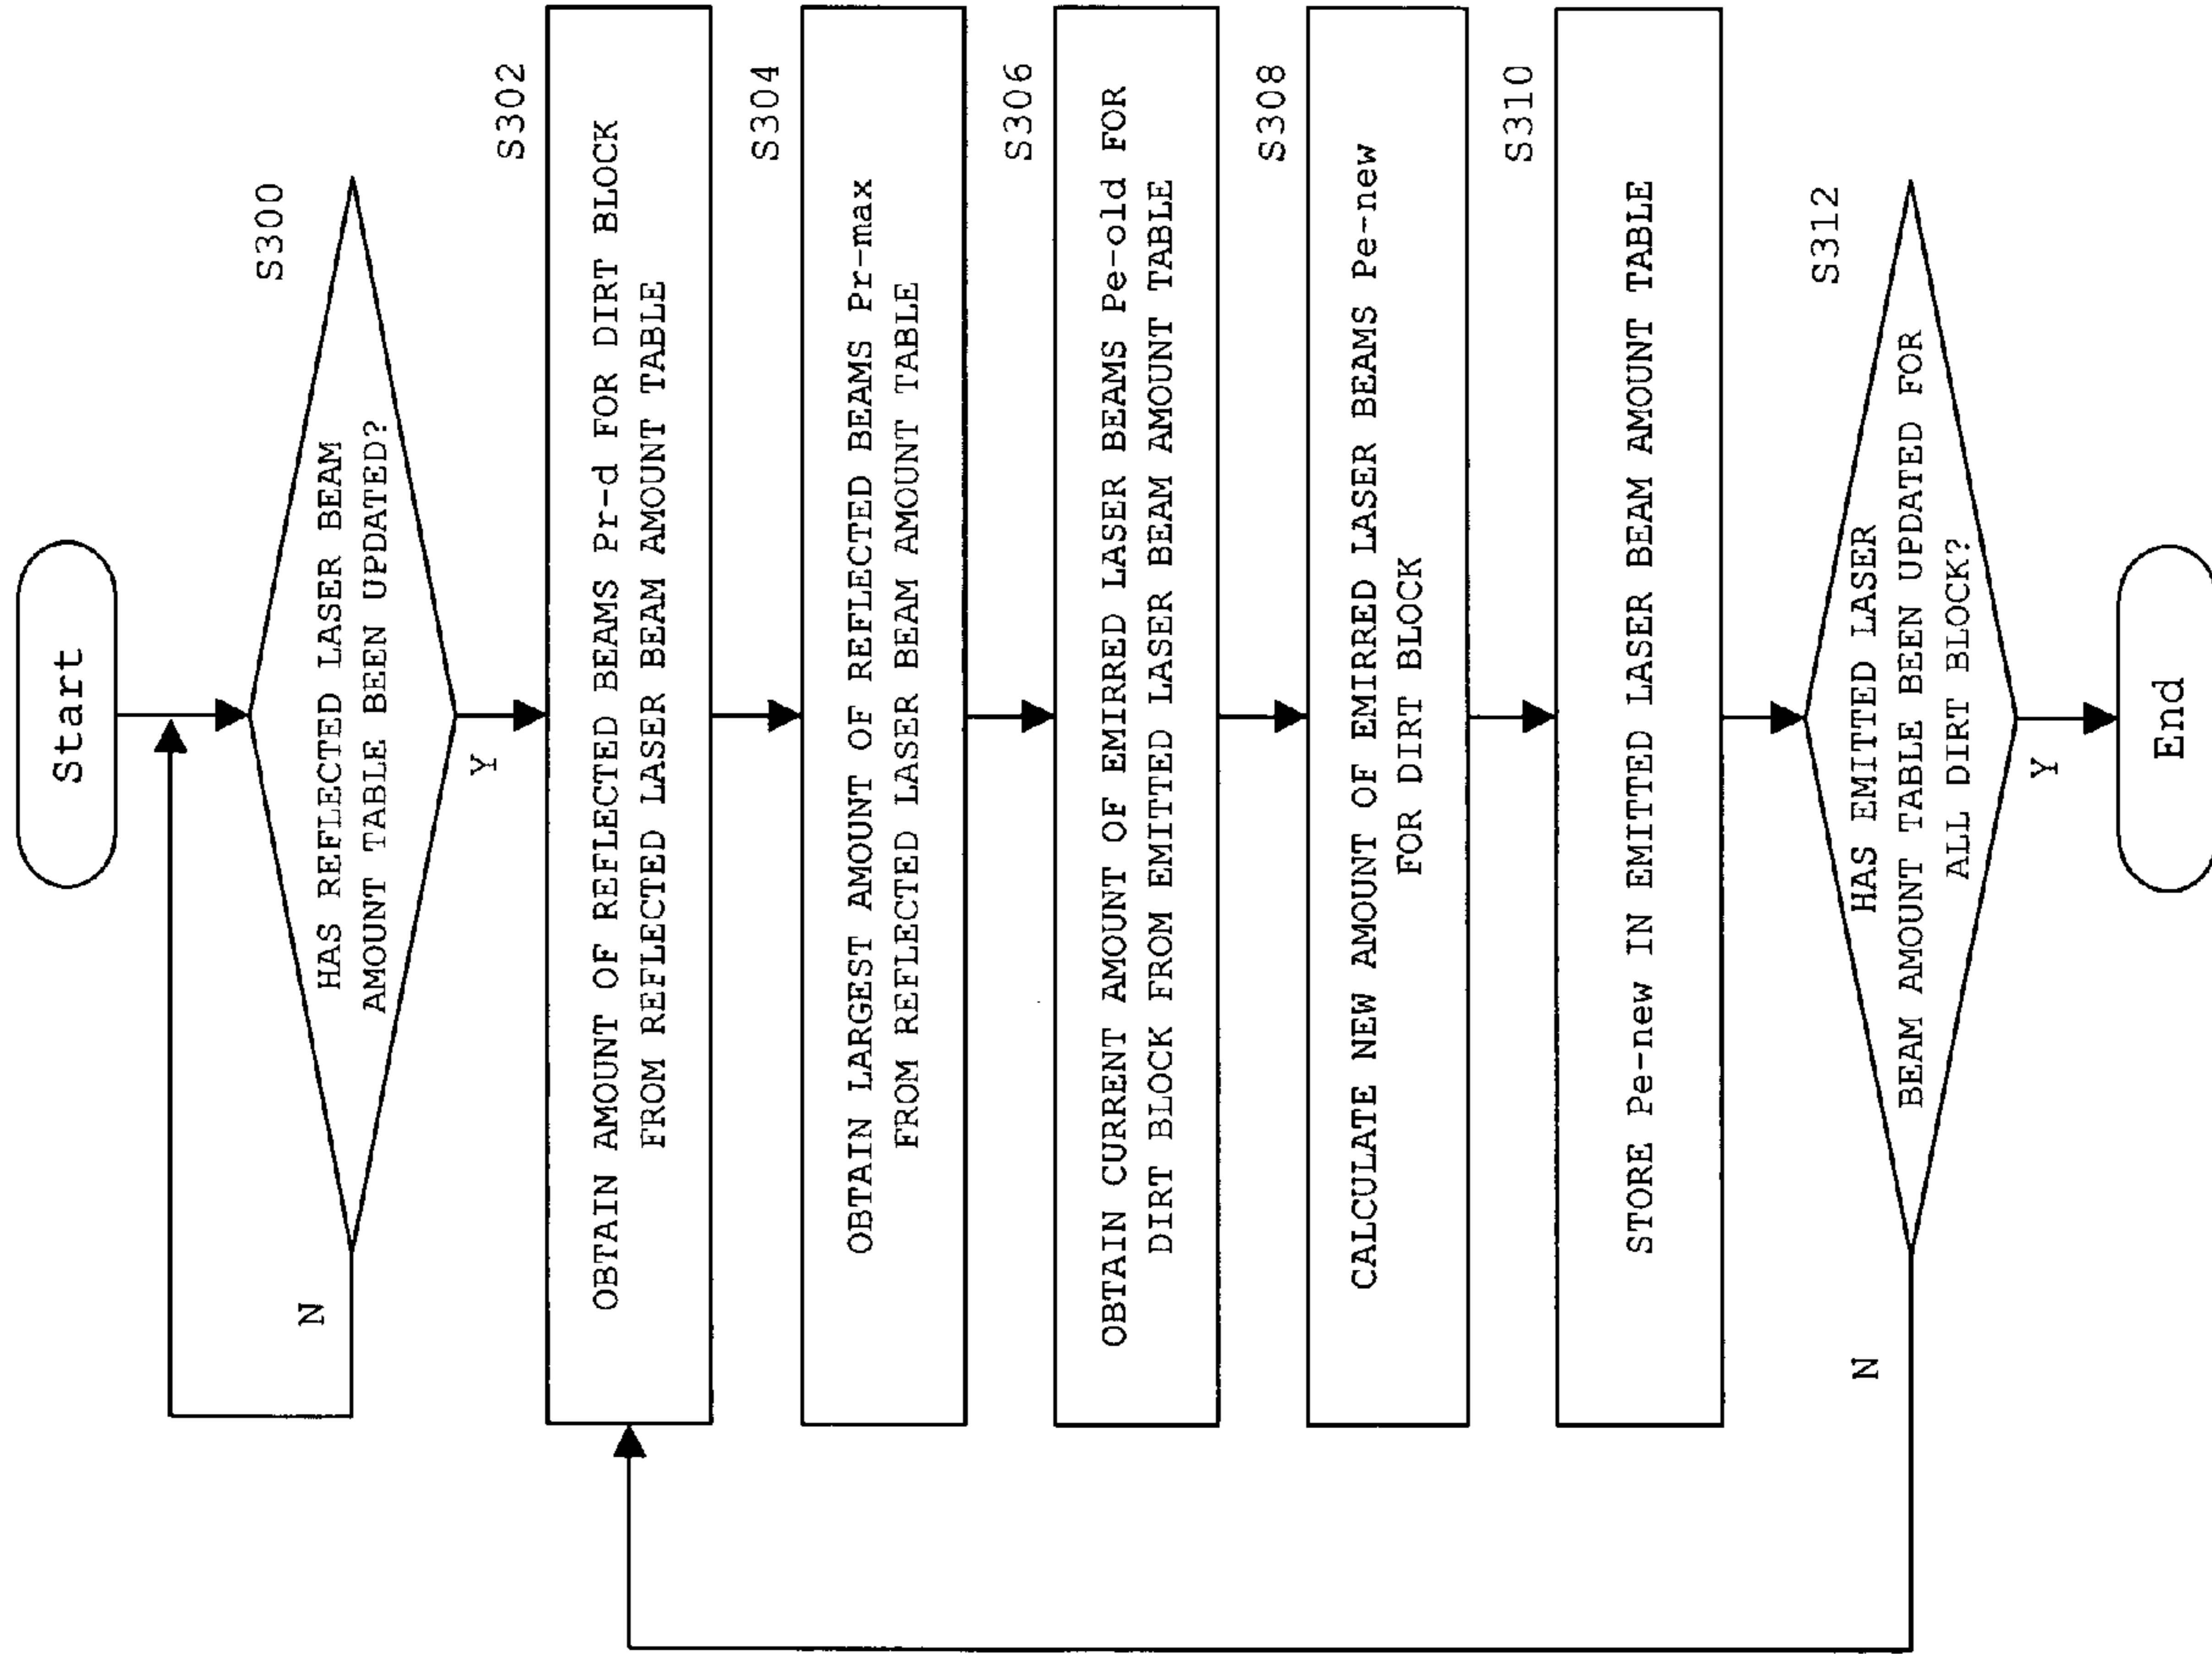 Start
S300
HAS REFLECTED LASER BEAM
AMOUNT TABLE BEEN UPDATED?
N
Y
S302
OBTAIN AMOUNT OF REFLECTED BEAMS Pr-d FOR DIRT BLOCK
FROM REFLECTED LASER BEAM AMOUNT TABLE
S304
OBTAIN LARGEST AMOUNT OF REFLECTED BEAMS Pr-max
FROM REFLECTED LASER BEAM AMOUNT TABLE
S306
OBTAIN CURRENT AMOUNT OF EMIRRED LASER BEAMS Pe-old FOR
DIRT BLOCK FROM EMITTED LASER BEAM AMOUNT TABLE
S308
CALCULATE NEW AMOUNT OF EMIRRED LASER BEAMS Pe-new
FOR DIRT BLOCK
S310
STORE Pe-new IN EMITTED LASER BEAM AMOUNT TABLE
S312
HAS EMITTED LASER
BEAM AMOUNT TABLE BEEN UPDATED FOR
ALL DIRT BLOCK?
N
Y
End